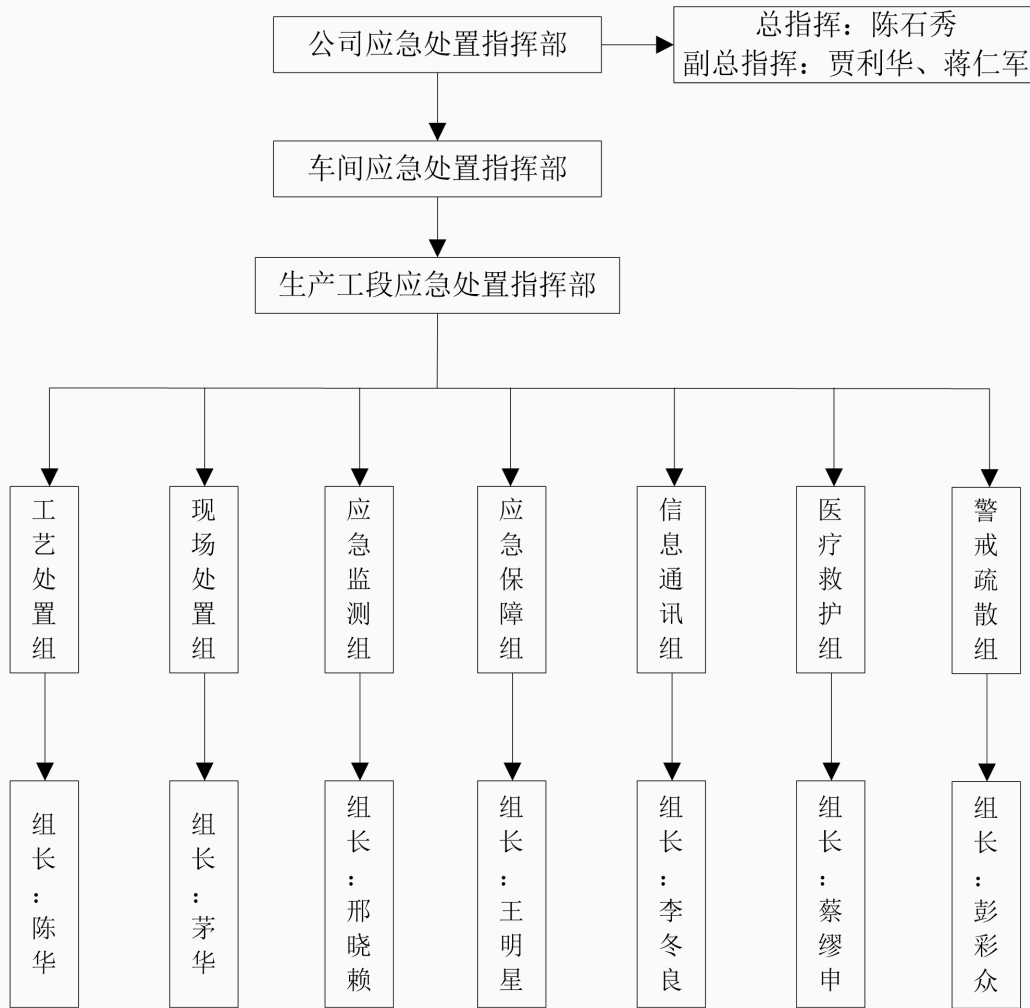 公司应急处置指挥部
总指挥：陈石秀
副总指挥：贾利华、蒋仁军
车间应急处置指挥部
生产工段应急处置指挥部
工艺处置组
现场处置组
应急监测组
应急保障组
信息通讯组
医疗救护组
警戒疏散组
组长：陈华
组长：茅华
组长：邢晓赖
组长：王明星
组长：李冬良
组长：蔡缪申
组长：彭彩众